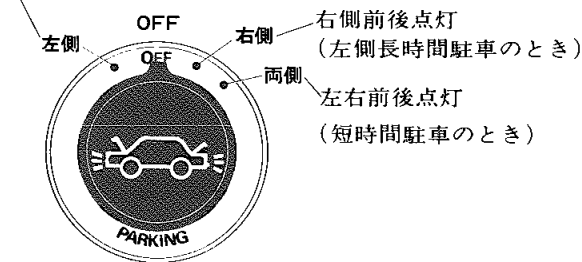 OFF
左側
OFF
右側
右側前後点灯
(左側長時間駐車のとき)
両側
左右前後点灯
(短時間駐車のとき)
PARKING